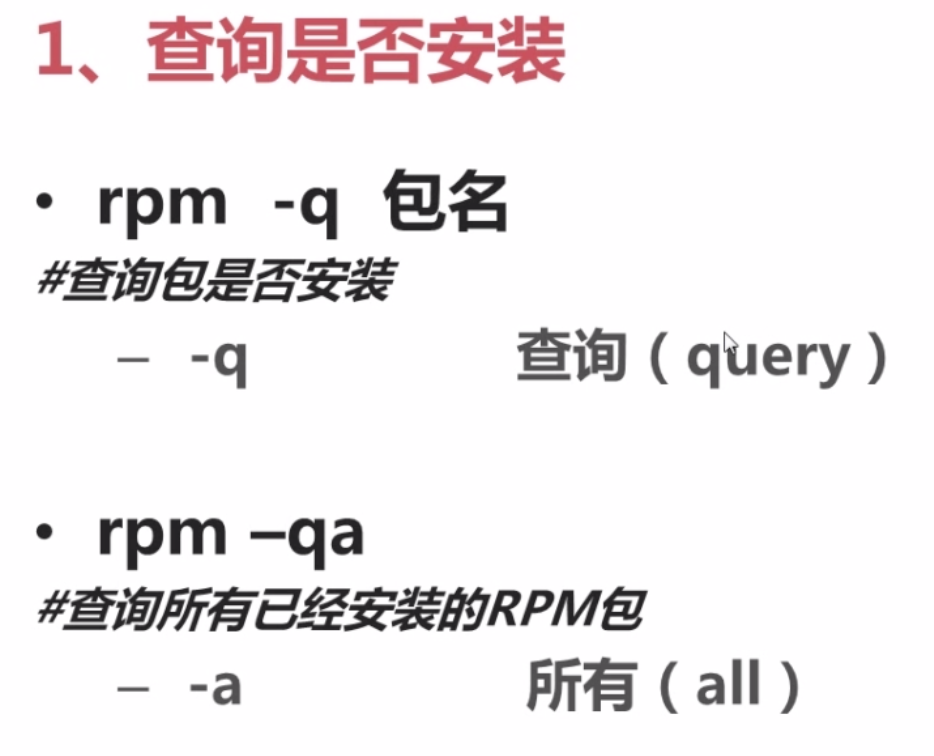 1、查询是否安装
• rpm -q 包名
#查询包是否安装
– -q 查询（query）
• rpm –qa
#查询所有已经安装的RPM包
– -a 所有（all）